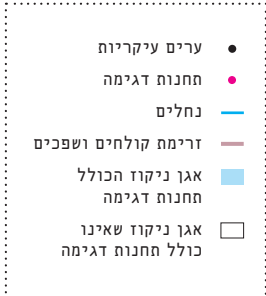 ערים עיקריות
תחנות דגימה
נחלים
זרימת קולחים ושפכים
אגן ניקוז הכולל
תחנות דגימה
אגן ניקוז שאינו
כולל תחנות דגימה